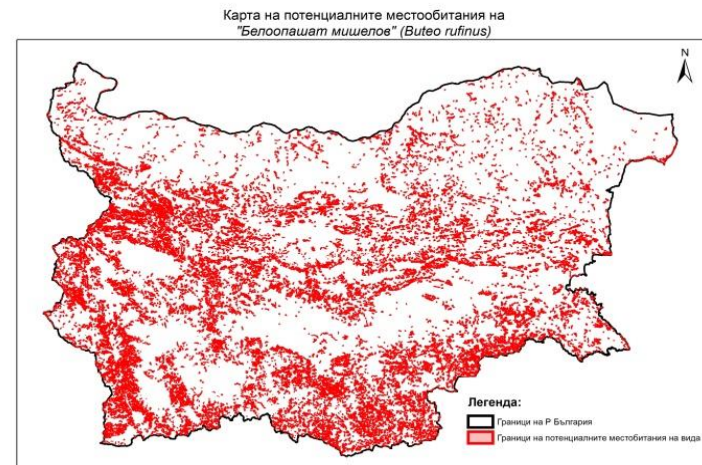 Карта на потенциалните местообитания на
"Белоопашат мишелов" (Buteo rufinus)
N
Легенда:
Граници на Р България
Граници на потенциалните местобитания на вида